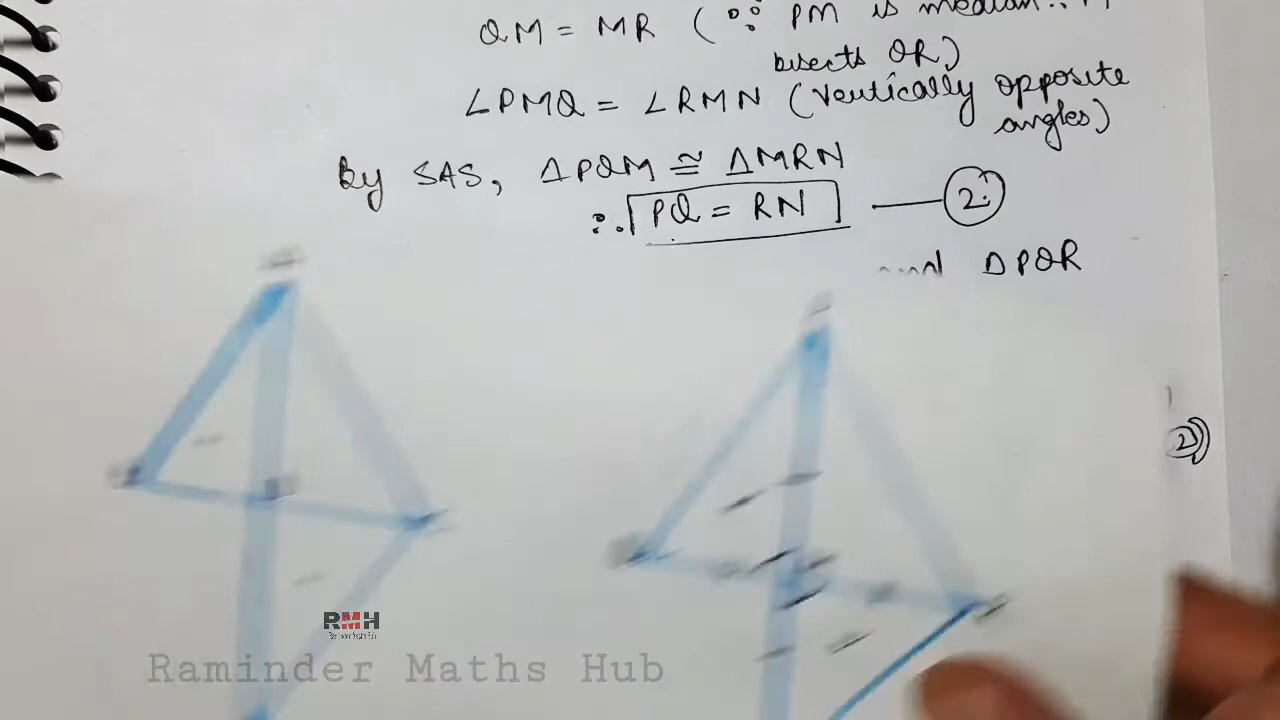 QM = MR (∵ PM is median
bisects QR)
∠PMQ = ∠RMN (vertically opposite
angles)
By SAS, ΔPQM ≅ ΔMRN
∴ PQ = RN — 2
ΔPQR
2
RMH
Raminder Maths Hub